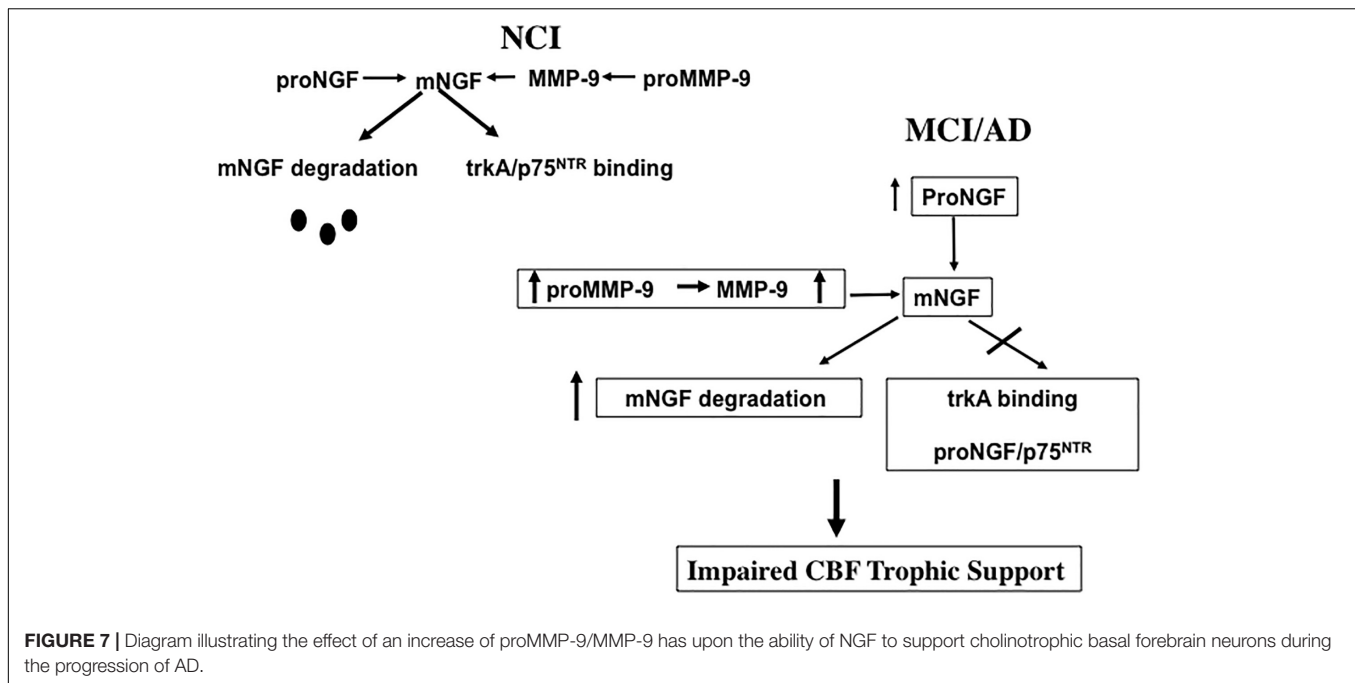 NCI
proNGF mNGF MMP-9 proMMP-9
mNGF degradation trkA/p75NTR binding
MCI/AD
ProNGF
proMMP-9 MMP-9
mNGF
mNGF degradation
trkA binding
proNGF/p75NTR
Impaired CBF Trophic Support
FIGURE 7 | Diagram illustrating the effect of an increase of proMMP-9/MMP-9 has upon the ability of NGF to support cholinotrophic basal forebrain neurons during
the progression of AD.